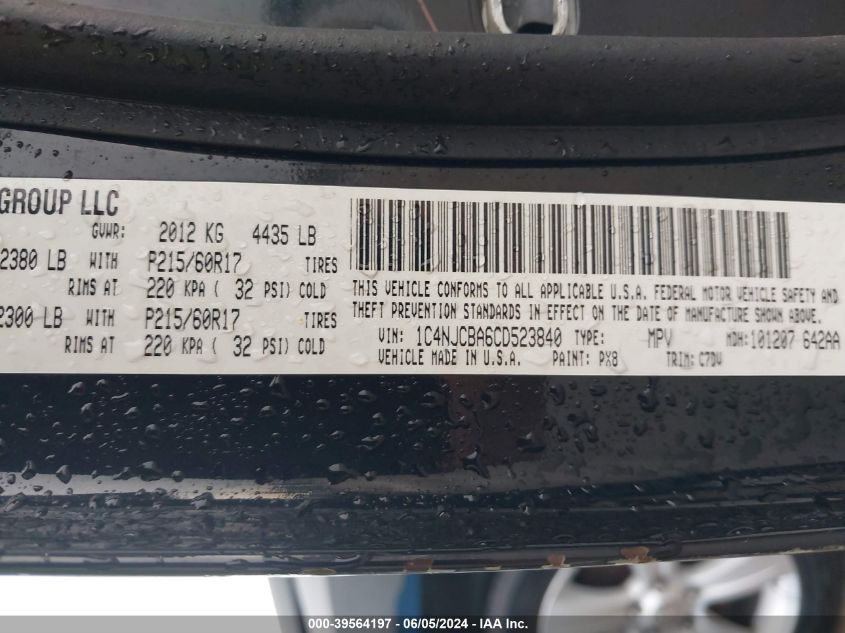 GROUP LLC
GVWR: 2012 KG 4435 LB
2380 LB WITH P215/60R17 TIRES
RIMS AT 220 KPA ( 32 PSI) COLD
2300 LB WITH P215/60R17 TIRES
RIMS AT 220 KPA ( 32 PSI) COLD
THIS VEHICLE CONFORMS TO ALL APPLICABLE U.S.A. FEDERAL MOTOR VEHICLE SAFETY AND
THEFT PREVENTION STANDARDS IN EFFECT ON THE DATE OF MANUFACTURE SHOWN ABOVE.
VIN: 1C4NJCBA6CD523840 TYPE: MPV MDH:101207 642AA
VEHICLE MADE IN U.S.A. PAINT: PX8 TRIM: C7DV
000-39564197 - 06/05/2024 - IAA Inc.